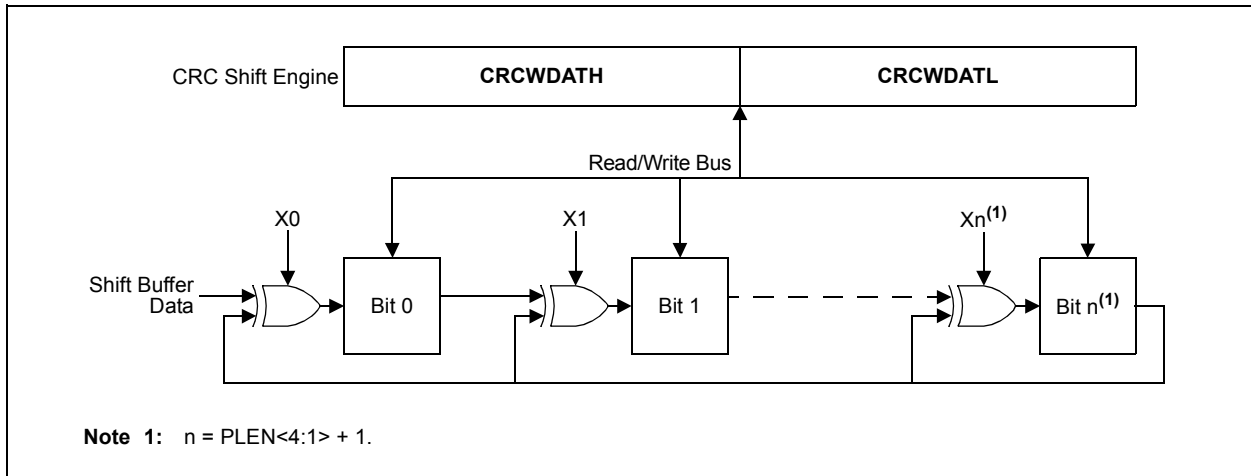 CRC Shift Engine
CRCWDATH
CRCWDATL
Read/Write Bus
X0
X1
Xn(1)
Shift Buffer
Data
Bit 0
Bit 1
Bit n(1)
Note 1: n = PLEN<4:1> + 1.